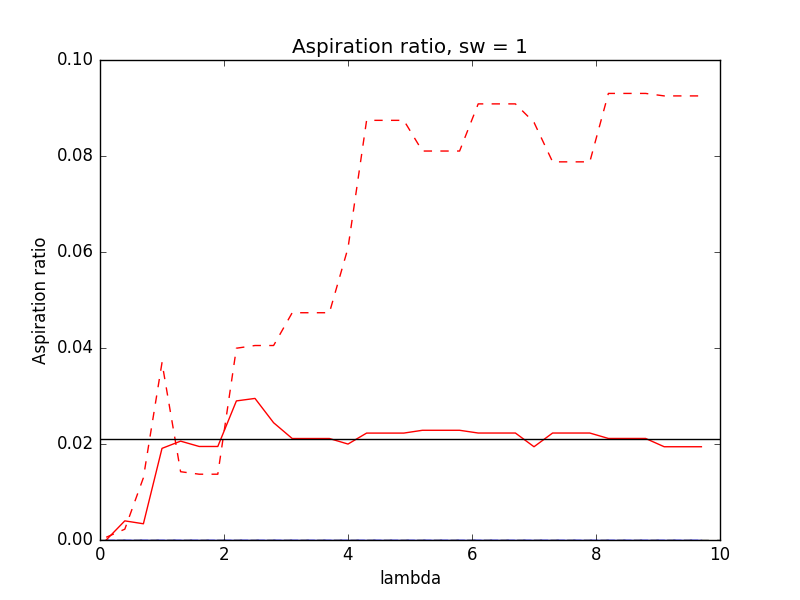 Aspiration ratio, sw = 1
0.10
0.08
0.06
0.04
0.02
0.00
Aspiration ratio
0 2 4 6 8 10
lambda